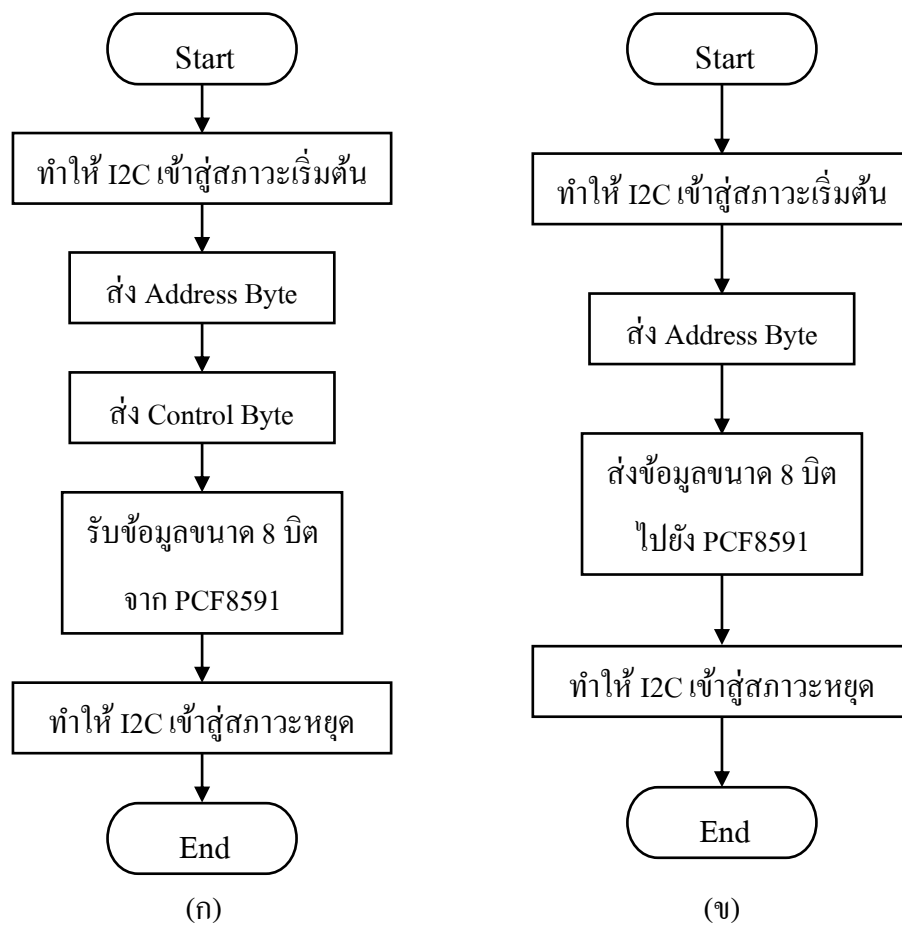 Start
ทำให้ I2C เข้าสู่สภาวะเริ่มต้น
ส่ง Address Byte
ส่ง Control Byte
รับข้อมูลขนาด 8 บิต
จาก PCF8591
ทำให้ I2C เข้าสู่สภาวะหยุด
End
(ก)
Start
ทำให้ I2C เข้าสู่สภาวะเริ่มต้น
ส่ง Address Byte
ส่งข้อมูลขนาด 8 บิต
ไปยัง PCF8591
ทำให้ I2C เข้าสู่สภาวะหยุด
End
(ข)